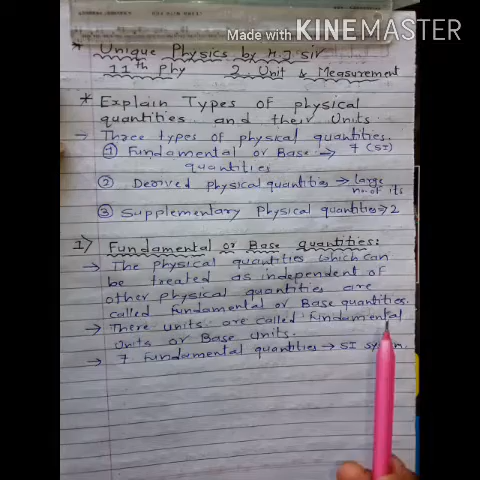 Made with KINEMASTER
* Unique Physics by M.J. sir
11th Phy 2. Unit & Measurement
* Explain Types of physical
quantities and their Units
→ Three types of physical quantities.
① Fundamental or Base → 7 (SI)
quantities
② Derived physical quantities → large
no. of its
③ Supplementary Physical quantities → 2
1) Fundamental or Base quantities:
→ The Physical quantities which can
be treated as independent of
other physical quantities are
called fundamental or Base quantities.
→ There units are called fundamental
Units or Base units.
→ 7 Fundamental quantities → SI system.